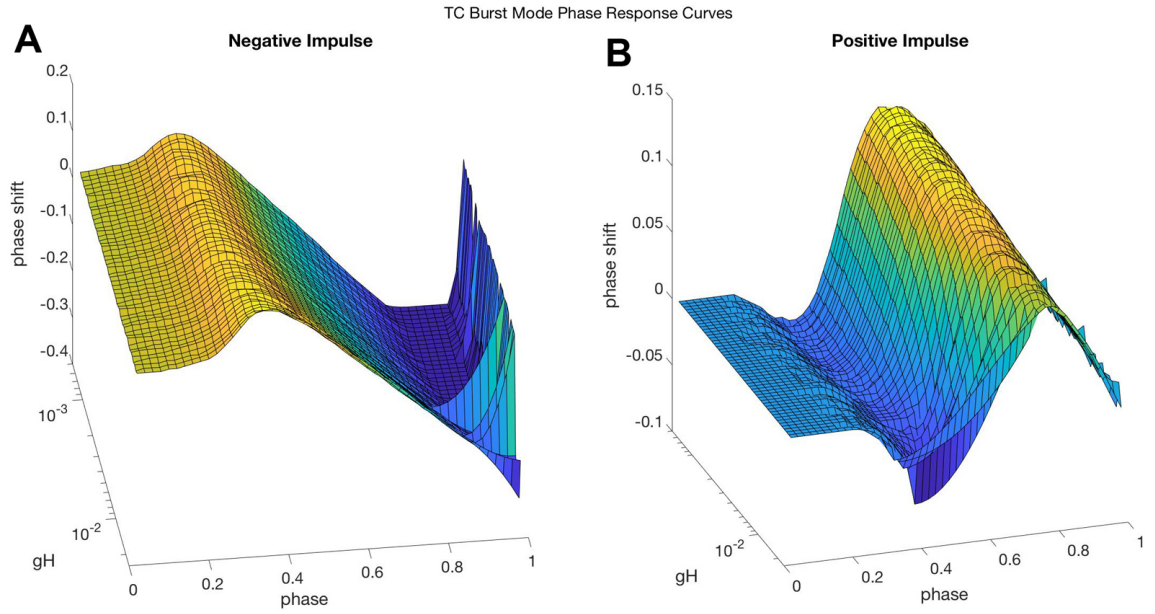 TC Burst Mode Phase Response Curves
A
Negative Impulse
B
Positive Impulse
0.2
0.1
0
-0.1
-0.2
-0.3
-0.4
phase shift
10-3
10-2
gH
0
0.2
0.4
0.6
0.8
1
phase
0.15
0.1
0.05
0
-0.05
-0.1
phase shift
10-2
gH
0
0.2
0.4
0.6
0.8
1
phase